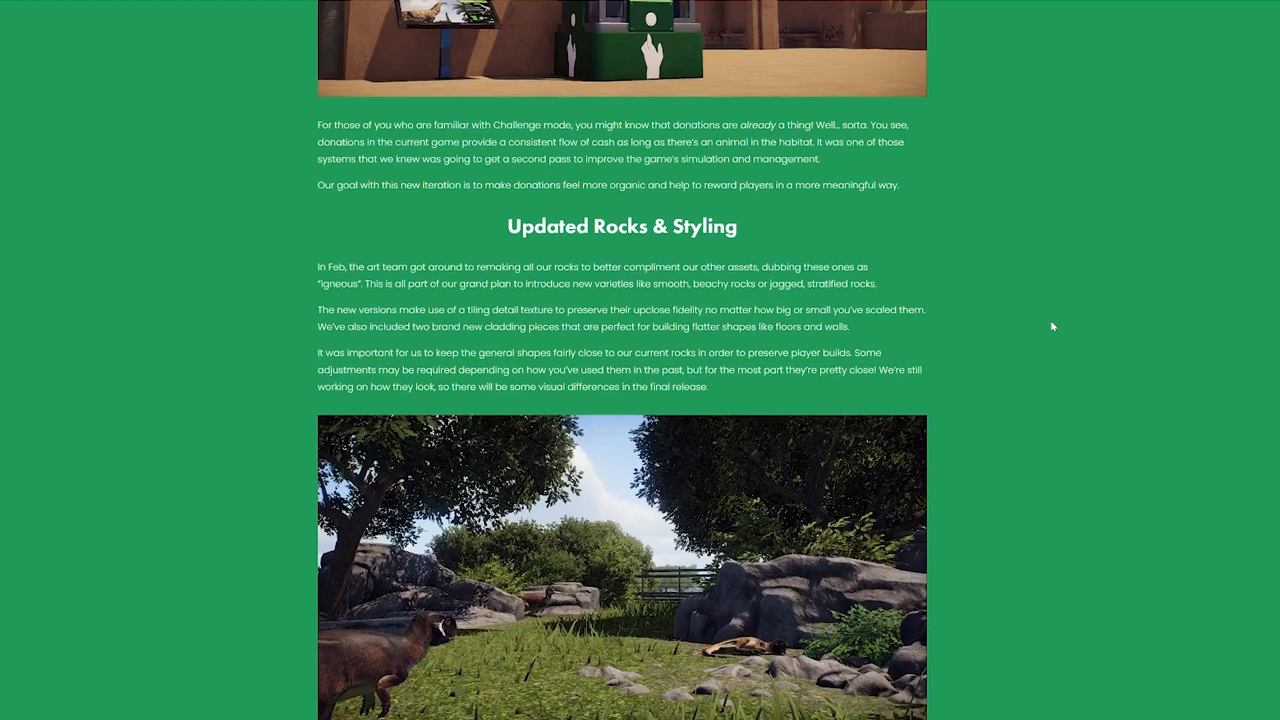 For those of you who are familiar with Challenge mode, you might know that donations are already a thing! Well... sorta. You see,
donations in the current game provide a consistent flow of cash as long as there's an animal in the habitat. It was one of those
systems that we knew was going to get a second pass to improve the game's simulation and management.
Our goal with this new iteration is to make donations feel more organic and help to reward players in a more meaningful way.
Updated Rocks & Styling
In Feb, the art team got around to remaking all our rocks to better compliment our other assets, dubbing these ones as
"Igneous". This is all part of our grand plan to introduce new varieties like smooth, beachy rocks or jagged, stratified rocks.
The new versions make use of a tiling detail texture to preserve their upclose fidelity no matter how big or small you've scaled them.
We've also included two brand new cladding pieces that are perfect for building flatter shapes like floors and walls.
It was important for us to keep the general shapes fairly close to our current rocks in order to preserve player builds. Some
adjustments may be required depending on how you've used them in the past, but for the most part they're pretty close! We're still
working on how they look, so there will be some visual differences in the final release.